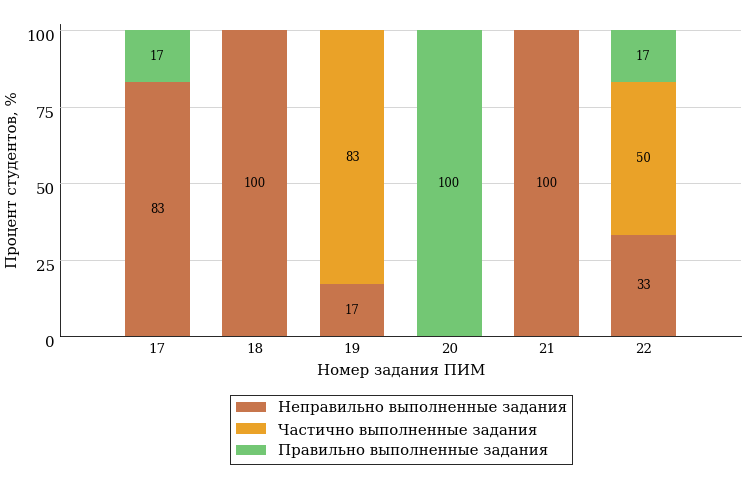 Процент студентов, %
100
75
50
25
0
17
83
100
83
17
100
100
17
50
33
17 18 19 20 21 22
Номер задания ПИМ
Неправильно выполненные задания
Частично выполненные задания
Правильно выполненные задания